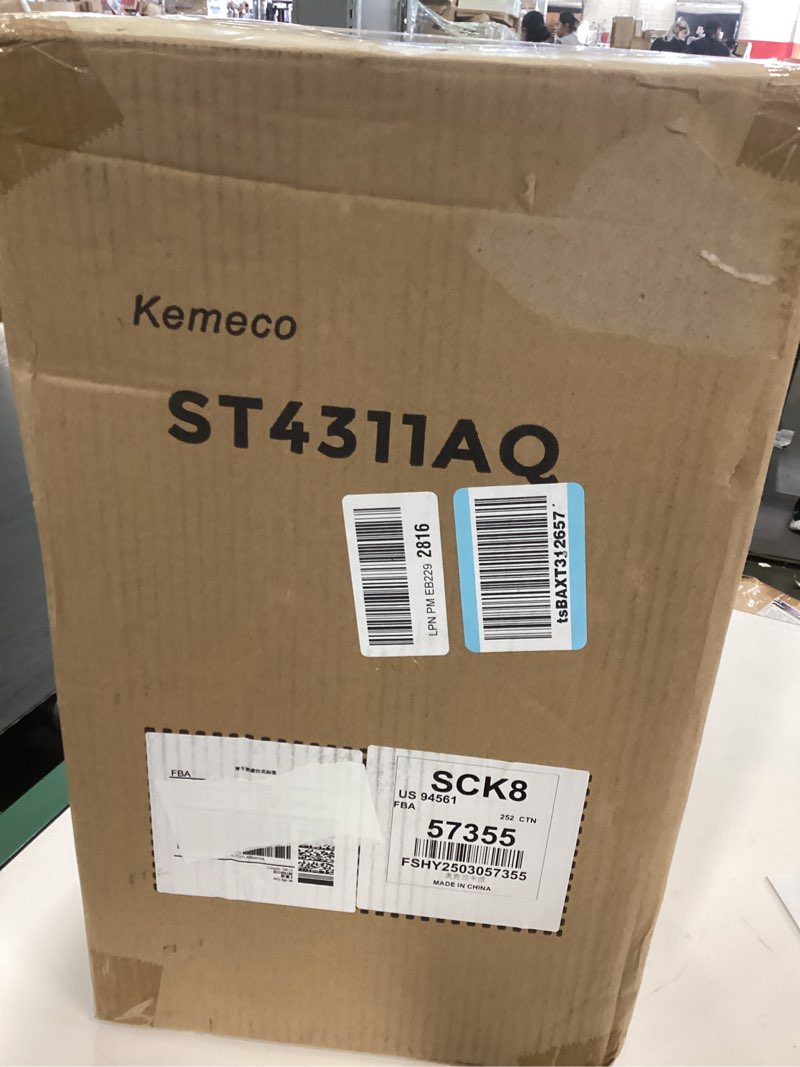 Kemeco
ST4311AQ
LPN PM EB229 2816
tsBAXT312657
FBA
SCK8
US 94561
FBA
252 CTN
57355
FSHY2503057355
MADE IN CHINA